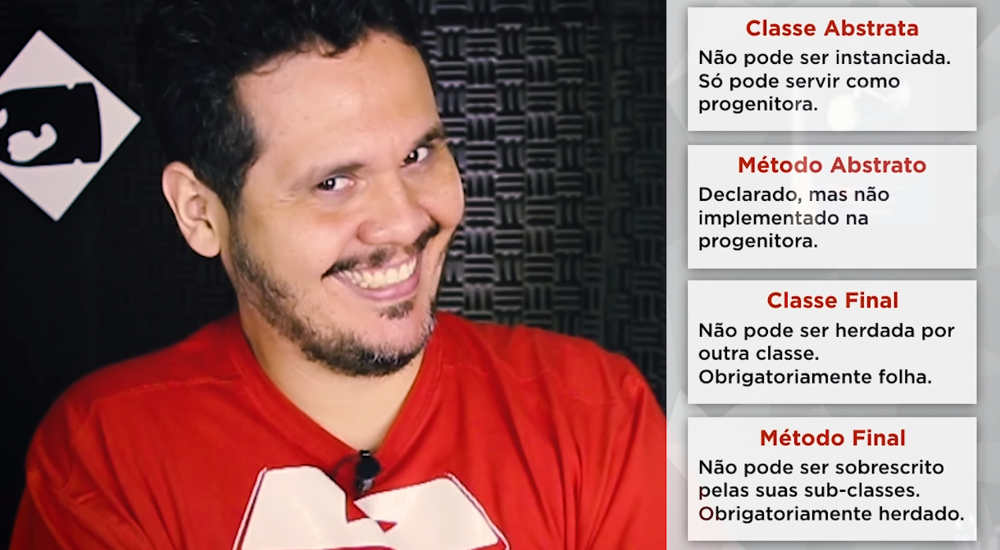 Classe Abstrata
Não pode ser instanciada.
Só pode servir como
progenitora.
Método Abstrato
Declarado, mas não
implementado na
progenitora.
Classe Final
Não pode ser herdada por
outra classe.
Obrigatoriamente folha.
Método Final
Não pode ser sobrescrito
pelas suas sub-classes.
Obrigatoriamente herdado.